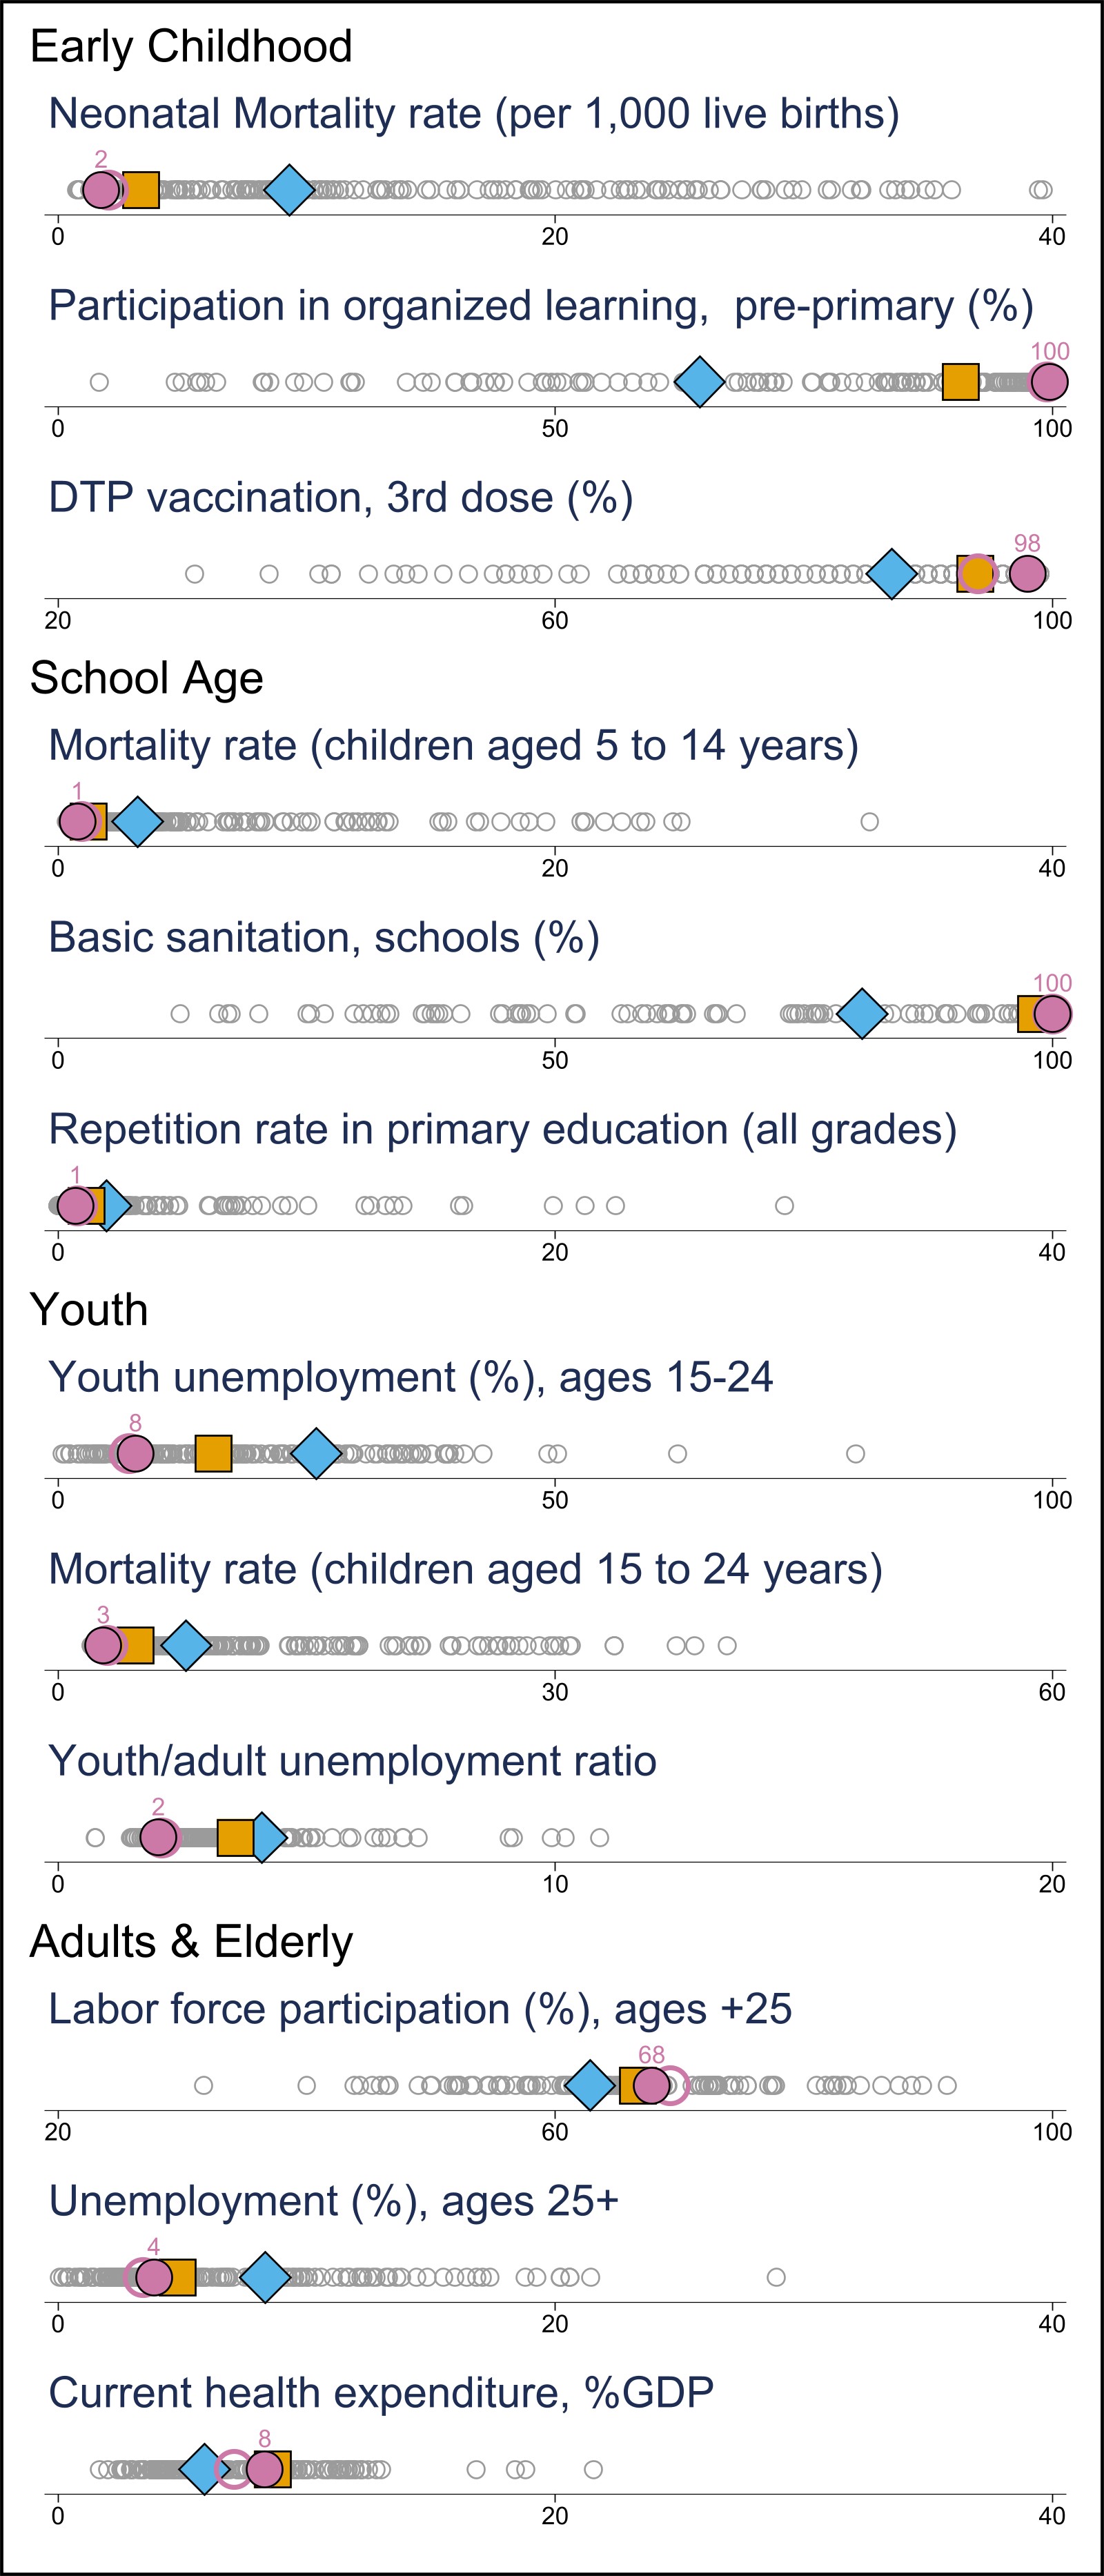 Early Childhood
Neonatal Mortality rate (per 1,000 live births)
2
0 20 40
Participation in organized learning,  pre-primary (%)
100
0 50 100
DTP vaccination, 3rd dose (%)
98
20 60 100
School Age
Mortality rate (children aged 5 to 14 years)
1
0 20 40
Basic sanitation, schools (%)
100
0 50 100
Repetition rate in primary education (all grades)
1
0 20 40
Youth
Youth unemployment (%), ages 15-24
8
0 50 100
Mortality rate (children aged 15 to 24 years)
3
0 30 60
Youth/adult unemployment ratio
2
0 10 20
Adults & Elderly
Labor force participation (%), ages +25
68
20 60 100
Unemployment (%), ages 25+
4
0 20 40
Current health expenditure, %GDP
8
0 20 40